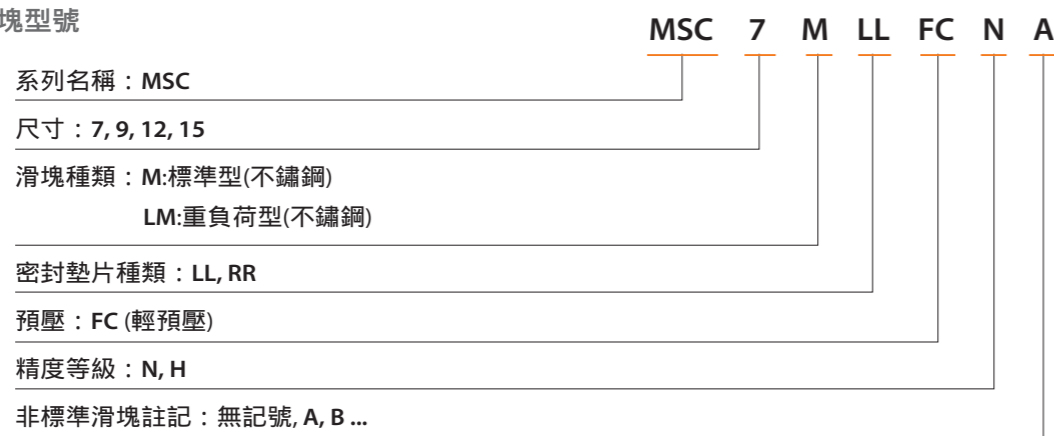 塊型號
MSC 7 M LL FC N A
系列名稱：MSC
尺寸：7, 9, 12, 15
滑塊種類：M:標準型(不鏽鋼)
LM:重負荷型(不鏽鋼)
密封墊片種類：LL, RR
預壓：FC (輕預壓)
精度等級：N, H
非標準滑塊註記：無記號, A, B ...